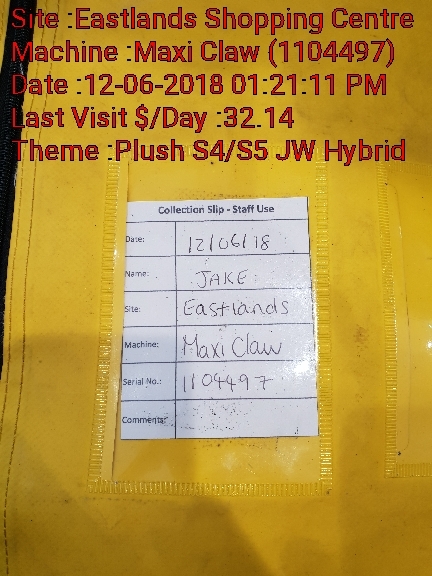 Site :Eastlands Shopping Centre
Machine :Maxi Claw (1104497)
Date :12-06-2018 01:21:11 PM
Last Visit $/Day :32.14
Theme :Plush S4/S5 JW Hybrid
Collection Slip - Staff Use
Date: 12/06/18
Name: JAKE
Site: Eastlands
Machine: Maxi Claw
Serial No.: 1104497
Comments: